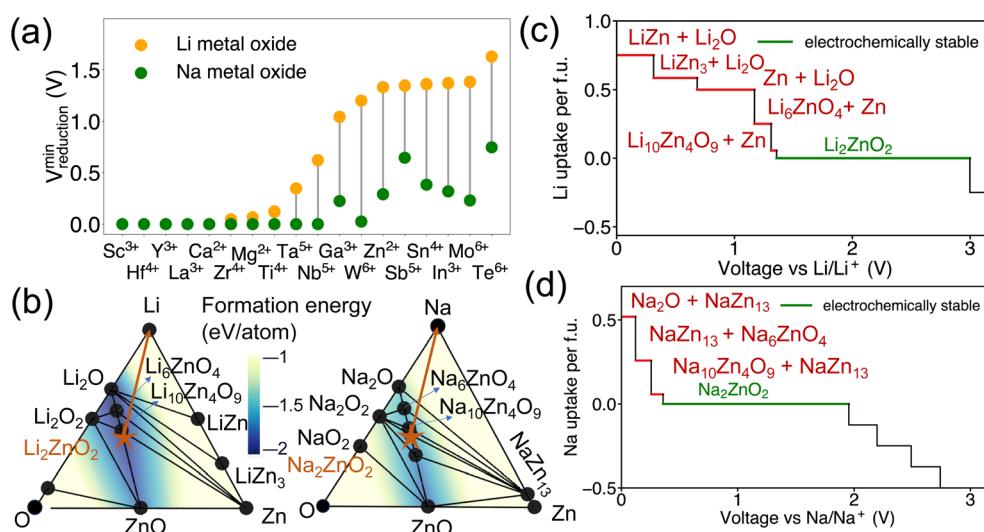 (a)
Li metal oxide
Na metal oxide
V^min_reduction (V)
1.5
1.0
0.5
0.0
Sc3+ Y3+ Ca2+ Mg2+ Ta5+ Ga3+ Zn2+ Sn4+ Mo6+
Hf4+ La3+ Zr4+ Ti4+ Nb5+ W6+ Sb5+ In3+ Te6+
(b)
Formation energy
(eV/atom)
—1
—1.5
—2
Li
Li2O
Li2O2
Li2ZnO2
O
ZnO
Zn
Li6ZnO4
Li10Zn4O9
LiZn
LiZn3
Na
Na2O
Na2O2
NaO2
Na2ZnO2
O
ZnO
Zn
Na6ZnO4
Na10Zn4O9
NaZn13
(c)
Li uptake per f.u.
1.0
0.5
0.0
−0.5
LiZn + Li2O
electrochemically stable
LiZn3+ Li2O
Zn + Li2O
Li6ZnO4+ Zn
Li10Zn4O9 + Zn
Li2ZnO2
0 1 2 3
Voltage vs Li/Li+ (V)
(d)
Na uptake per f.u.
0.5
0.0
-0.5
Na2O + NaZn13
electrochemically stable
NaZn13 + Na6ZnO4
Na10Zn4O9 + NaZn13
Na2ZnO2
0 1 2 3
Voltage vs Na/Na+ (V)